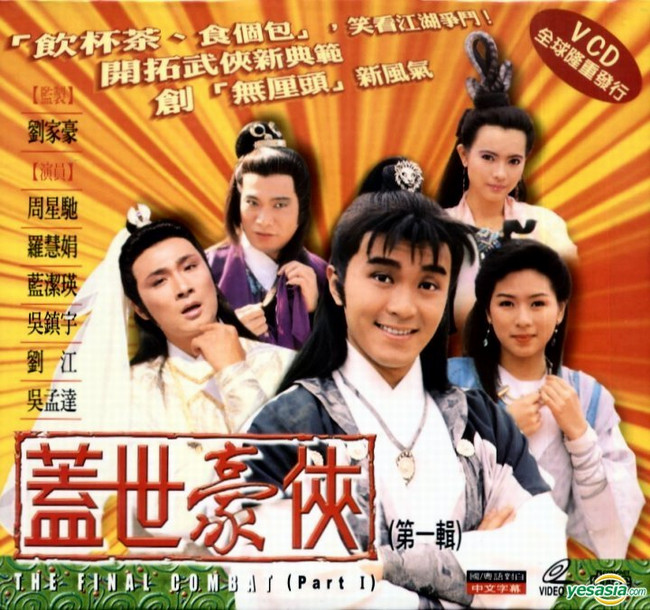 「飲杯茶、食個包」，笑看江湖爭鬥！
開拓武俠新典範
創「無厘頭」新風氣
VCD
全球隆重發行
【監製】
劉家豪
【演員】
周星馳
羅慧娟
藍潔瑛
吳鎮宇
劉江
吳孟達
蓋世豪俠
(第一輯)
THE FINAL COMBAT (Part I)
國/粵語對白
中文字幕
VIDEO
yesasia.com